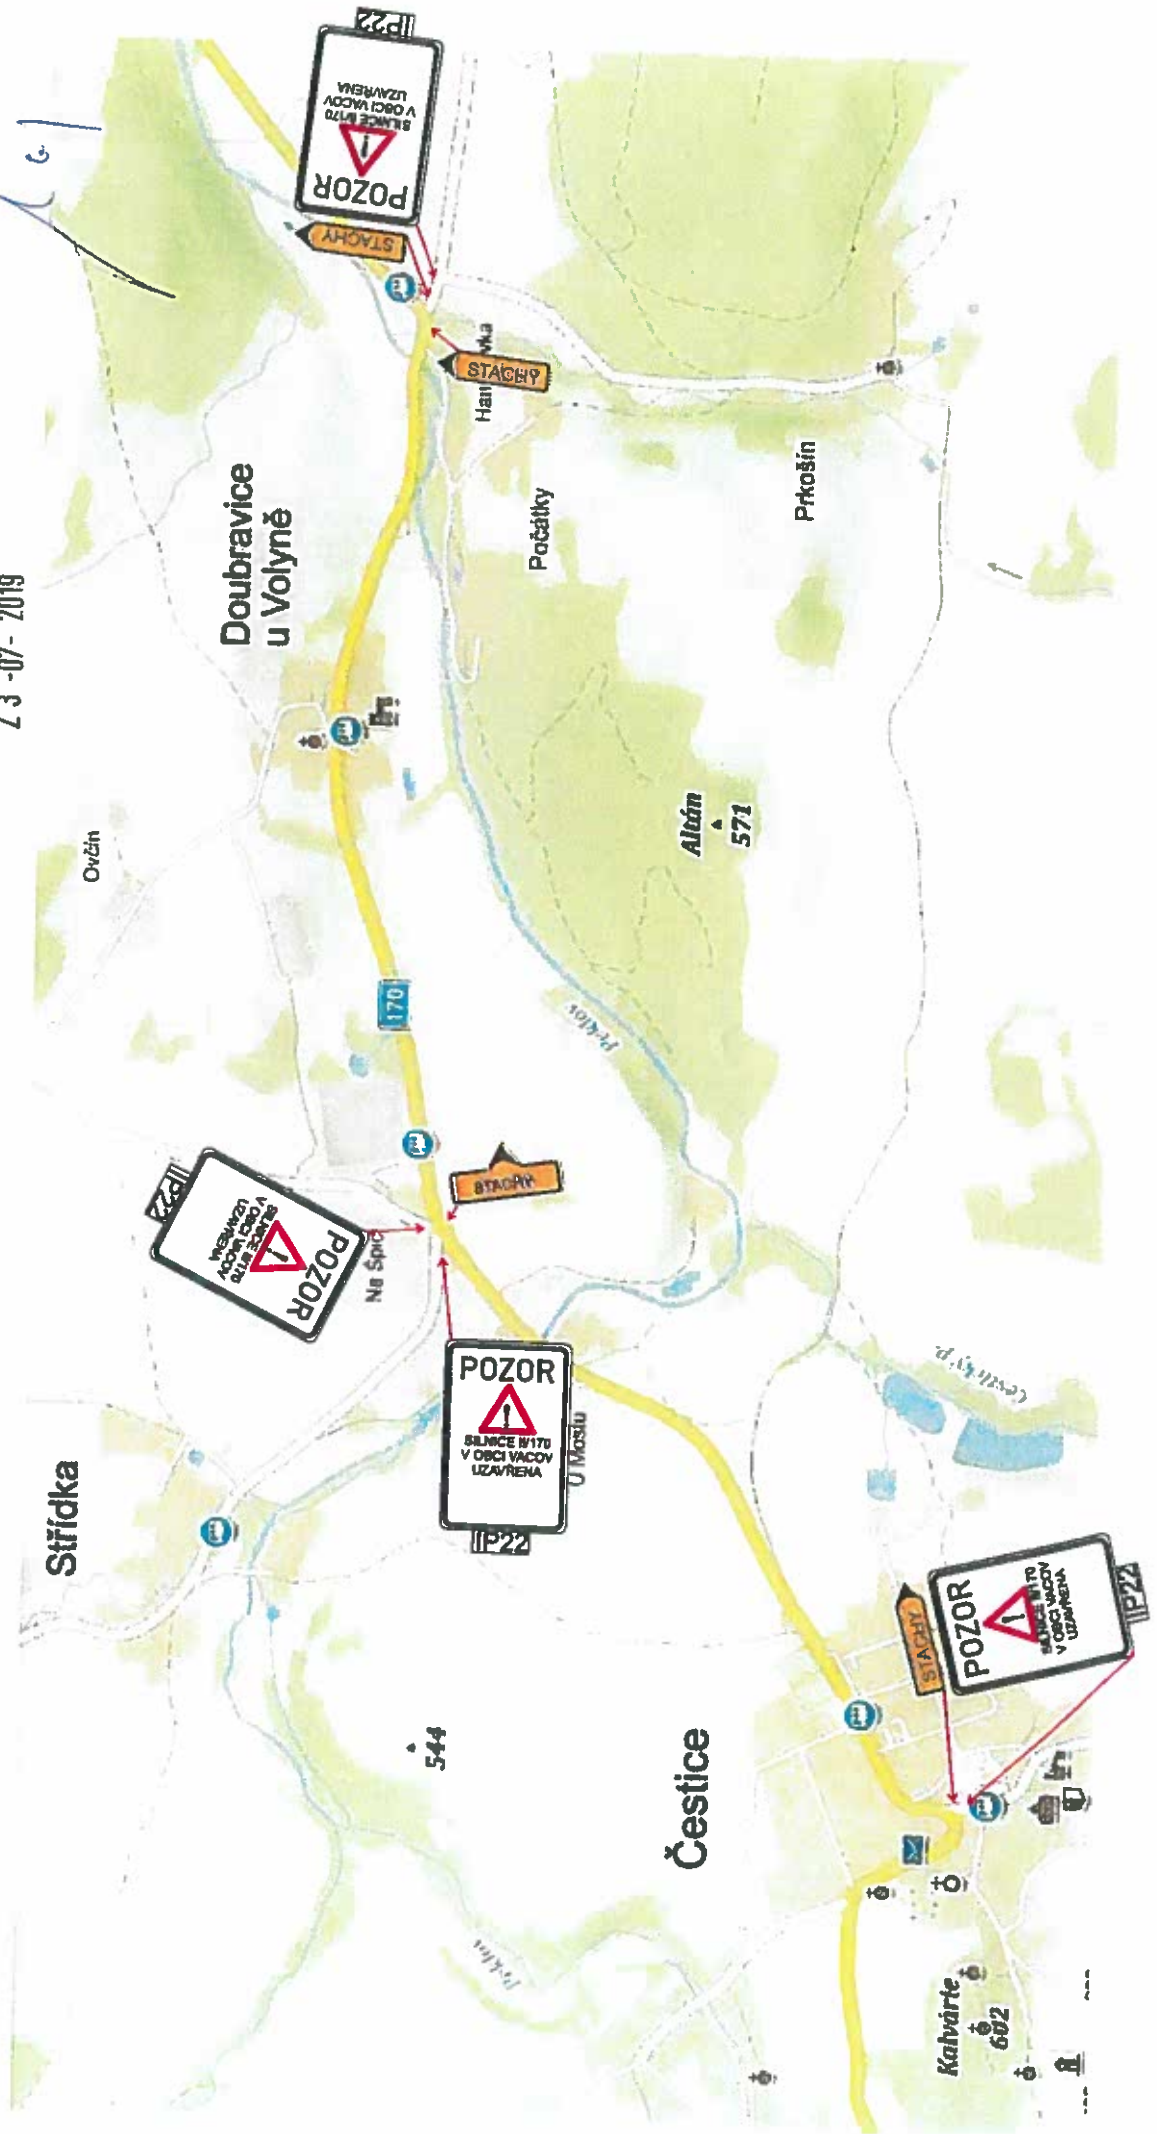 23 -07- 2019
Střídka
Ovčín
Doubravice
u Volyně
IP22
POZOR
SILNICE II/170
V OBCI VACOV
UZAVŘENA
STACHY
STACHY
Počátky
Prkošín
170
Altán
571
IP22
POZOR
SILNICE II/170
V OBCI VACOV
UZAVŘENA
STACHY
POZOR
SILNICE II/170
V OBCI VACOV
UZAVŘENA
IP22
U Mostu
544
Čestice
STACHY
POZOR
SILNICE II/170
V OBCI VACOV
UZAVŘENA
IP22
Kalvárie
602